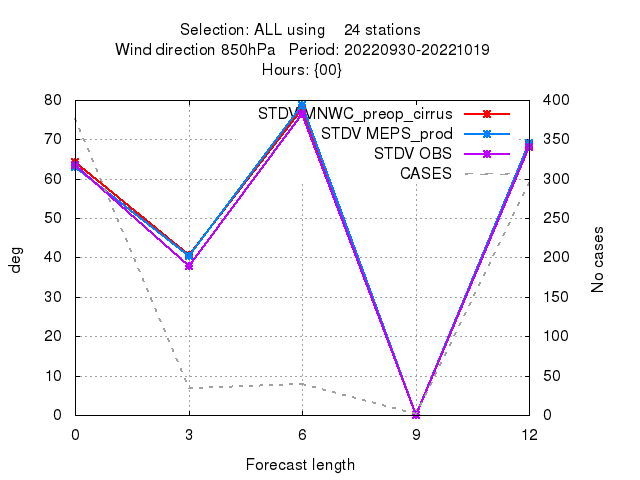 Selection: ALL using 24 stations
Wind direction 850hPa Period: 20220930-20221019
Hours: {00}
STDV MNWC_preop_cirrus
STDV MEPS_prod
STDV OBS
CASES
80
70
60
50
40
30
20
10
0
400
350
300
250
200
150
100
50
0
deg
No cases
0 3 6 9 12
Forecast length